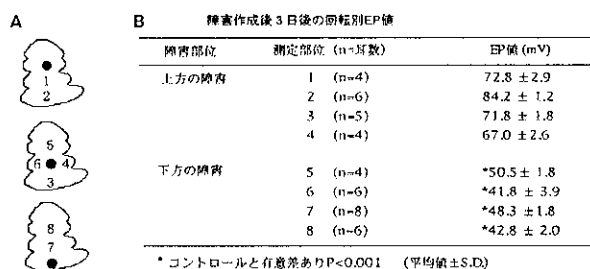 A
B 障害作成後3日後の回転別EP値
障害部位 測定部位 (n=耳数) EP値 (mV)
上方の障害 1 (n=4) 72.8 ±2.9
2 (n=6) 84.2 ± 1.2
3 (n=5) 71.8 ± 1.8
4 (n=4) 67.0 ±2.6
下方の障害 5 (n=4) *50.5 ± 1.8
6 (n=6) *41.8 ± 3.9
7 (n=8) *48.3 ±1.8
8 (n=6) *42.8 ± 2.0
* コントロールと有意差ありP<0.001 (平均値±S.D.)
1
2
5
6 4
3
8
7